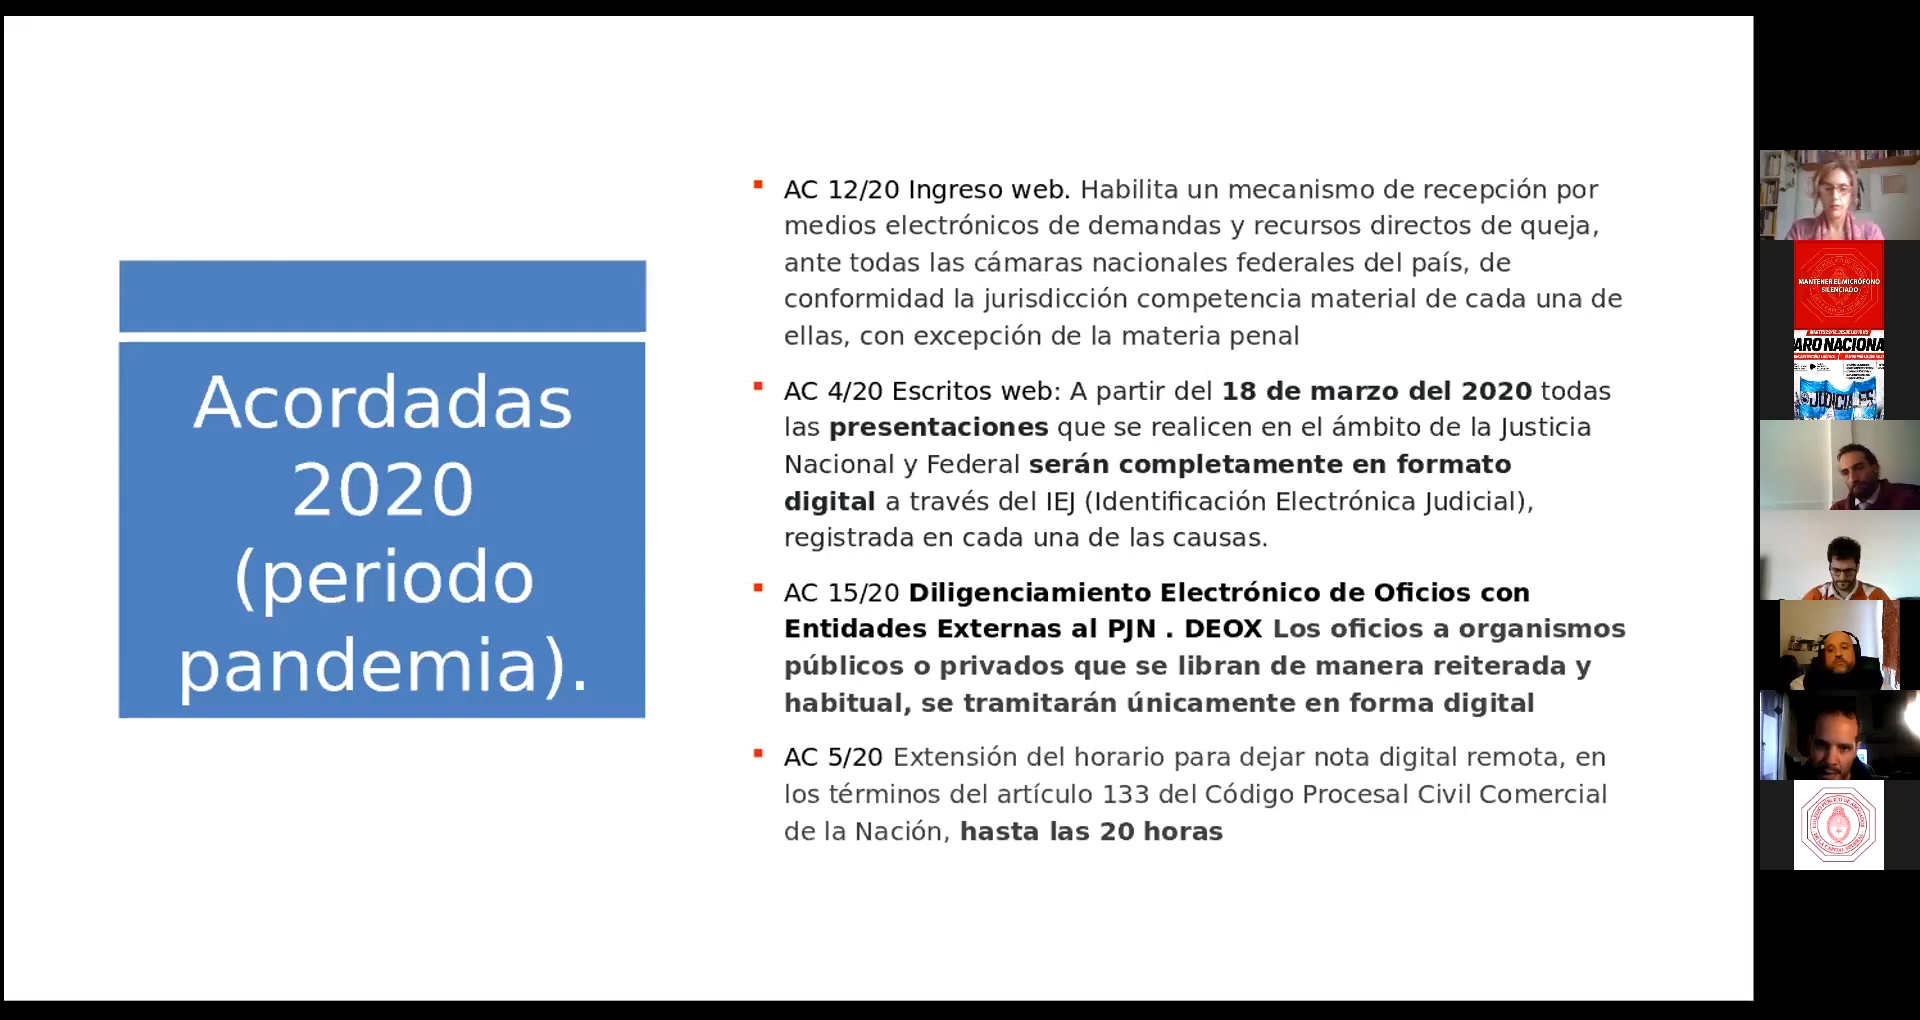 Acordadas
2020
(periodo
pandemia).
AC 12/20 Ingreso web. Habilita un mecanismo de recepción por
medios electrónicos de demandas y recursos directos de queja,
ante todas las cámaras nacionales federales del país, de
conformidad la jurisdicción competencia material de cada una de
ellas, con excepción de la materia penal
AC 4/20 Escritos web: A partir del 18 de marzo del 2020 todas
las presentaciones que se realicen en el ámbito de la Justicia
Nacional y Federal serán completamente en formato
digital a través del IEJ (Identificación Electrónica Judicial),
registrada en cada una de las causas.
AC 15/20 Diligenciamiento Electrónico de Oficios con
Entidades Externas al PJN . DEOX Los oficios a organismos
públicos o privados que se libran de manera reiterada y
habitual, se tramitarán únicamente en forma digital
AC 5/20 Extensión del horario para dejar nota digital remota, en
los términos del artículo 133 del Código Procesal Civil Comercial
de la Nación, hasta las 20 horas
MANTENER EL MICRÓFONO
SILENCIADO
ARO NACIONA
JUDICIALES